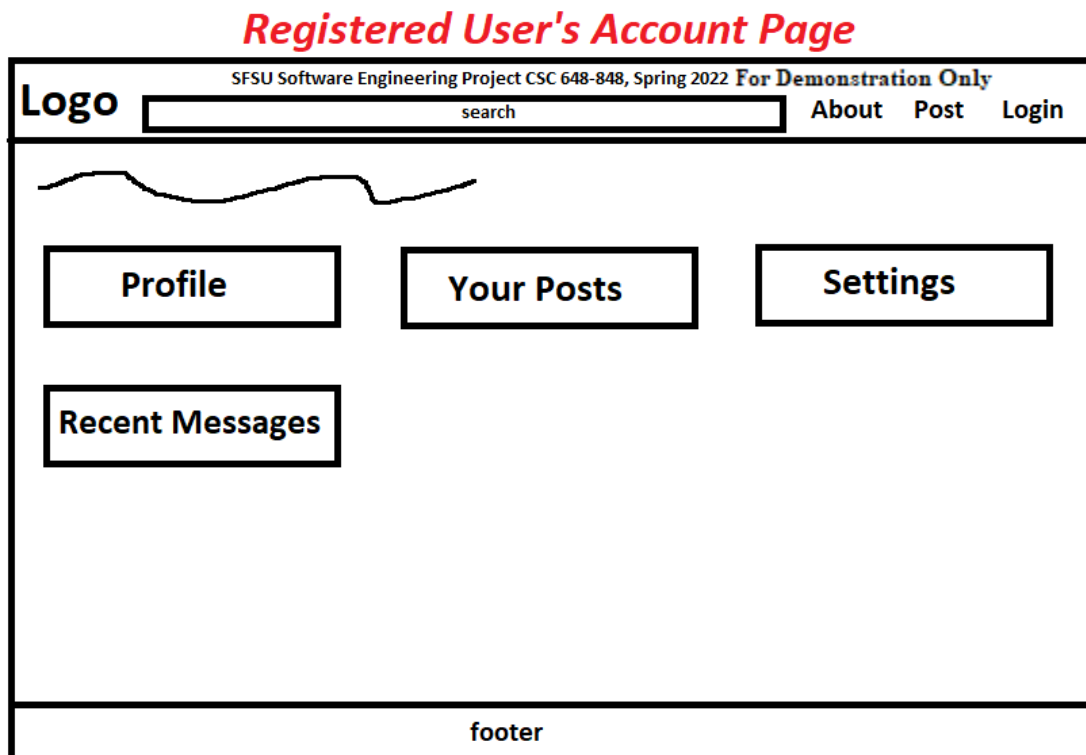 Registered User's Account Page
SFSU Software Engineering Project CSC 648-848, Spring 2022 For Demonstration Only
Logo
search
About Post Login
Profile
Your Posts
Settings
Recent Messages
footer